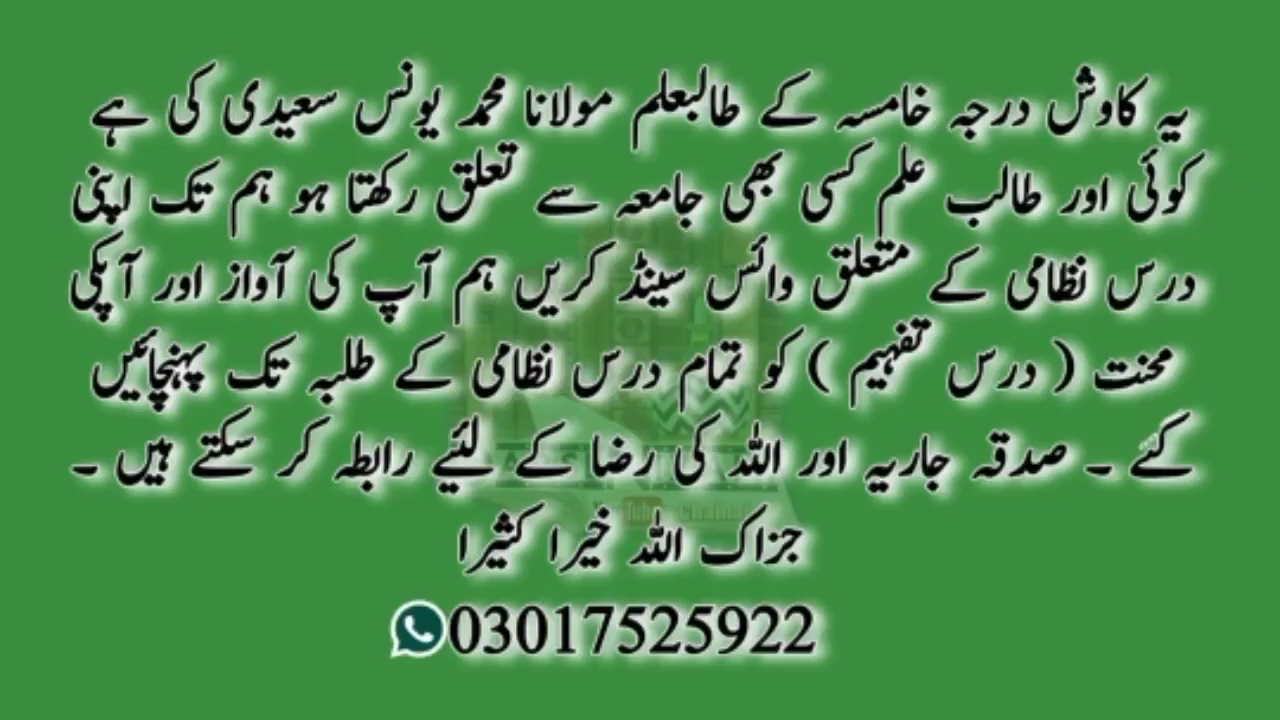 یہ کاوش درجہ خامسہ کے طالبعلم مولانا محمد یونس سعیدی کی ہے
کوئی اور طالب علم کسی بھی جامعہ سے تعلق رکھتا ہو ہم تک اپنی
درس نظامی کے متعلق وائس سینڈ کریں ہم آپ کی آواز اور آپکی
محنت ( درس تفہیم ) کو تمام درس نظامی کے طلبہ تک پہنچائیں
گئے ۔ صدقہ جاریہ اور اللہ کی رضا کے لئیے رابطہ کر سکتے ہیں ۔
جزاک اللہ خیرا کثیرا
03017525922